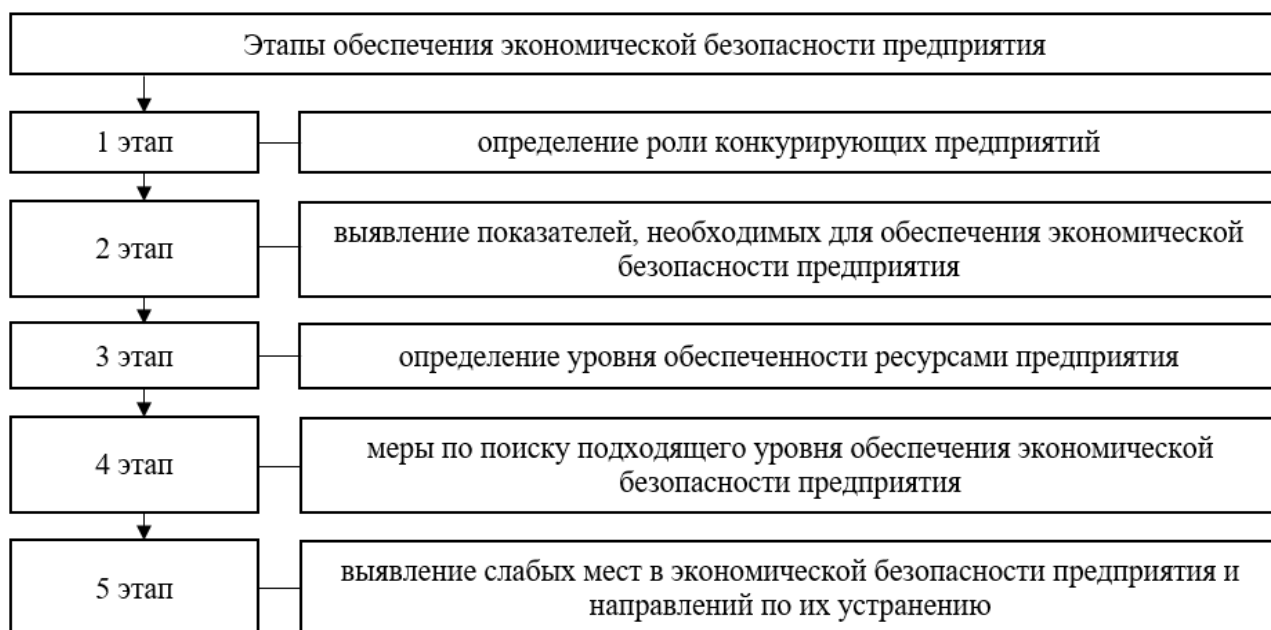 Этапы обеспечения экономической безопасности предприятия
1 этап
определение роли конкурирующих предприятий
2 этап
выявление показателей, необходимых для обеспечения экономической
безопасности предприятия
3 этап
определение уровня обеспеченности ресурсами предприятия
4 этап
меры по поиску подходящего уровня обеспечения экономической
безопасности предприятия
5 этап
выявление слабых мест в экономической безопасности предприятия и
направлений по их устранению